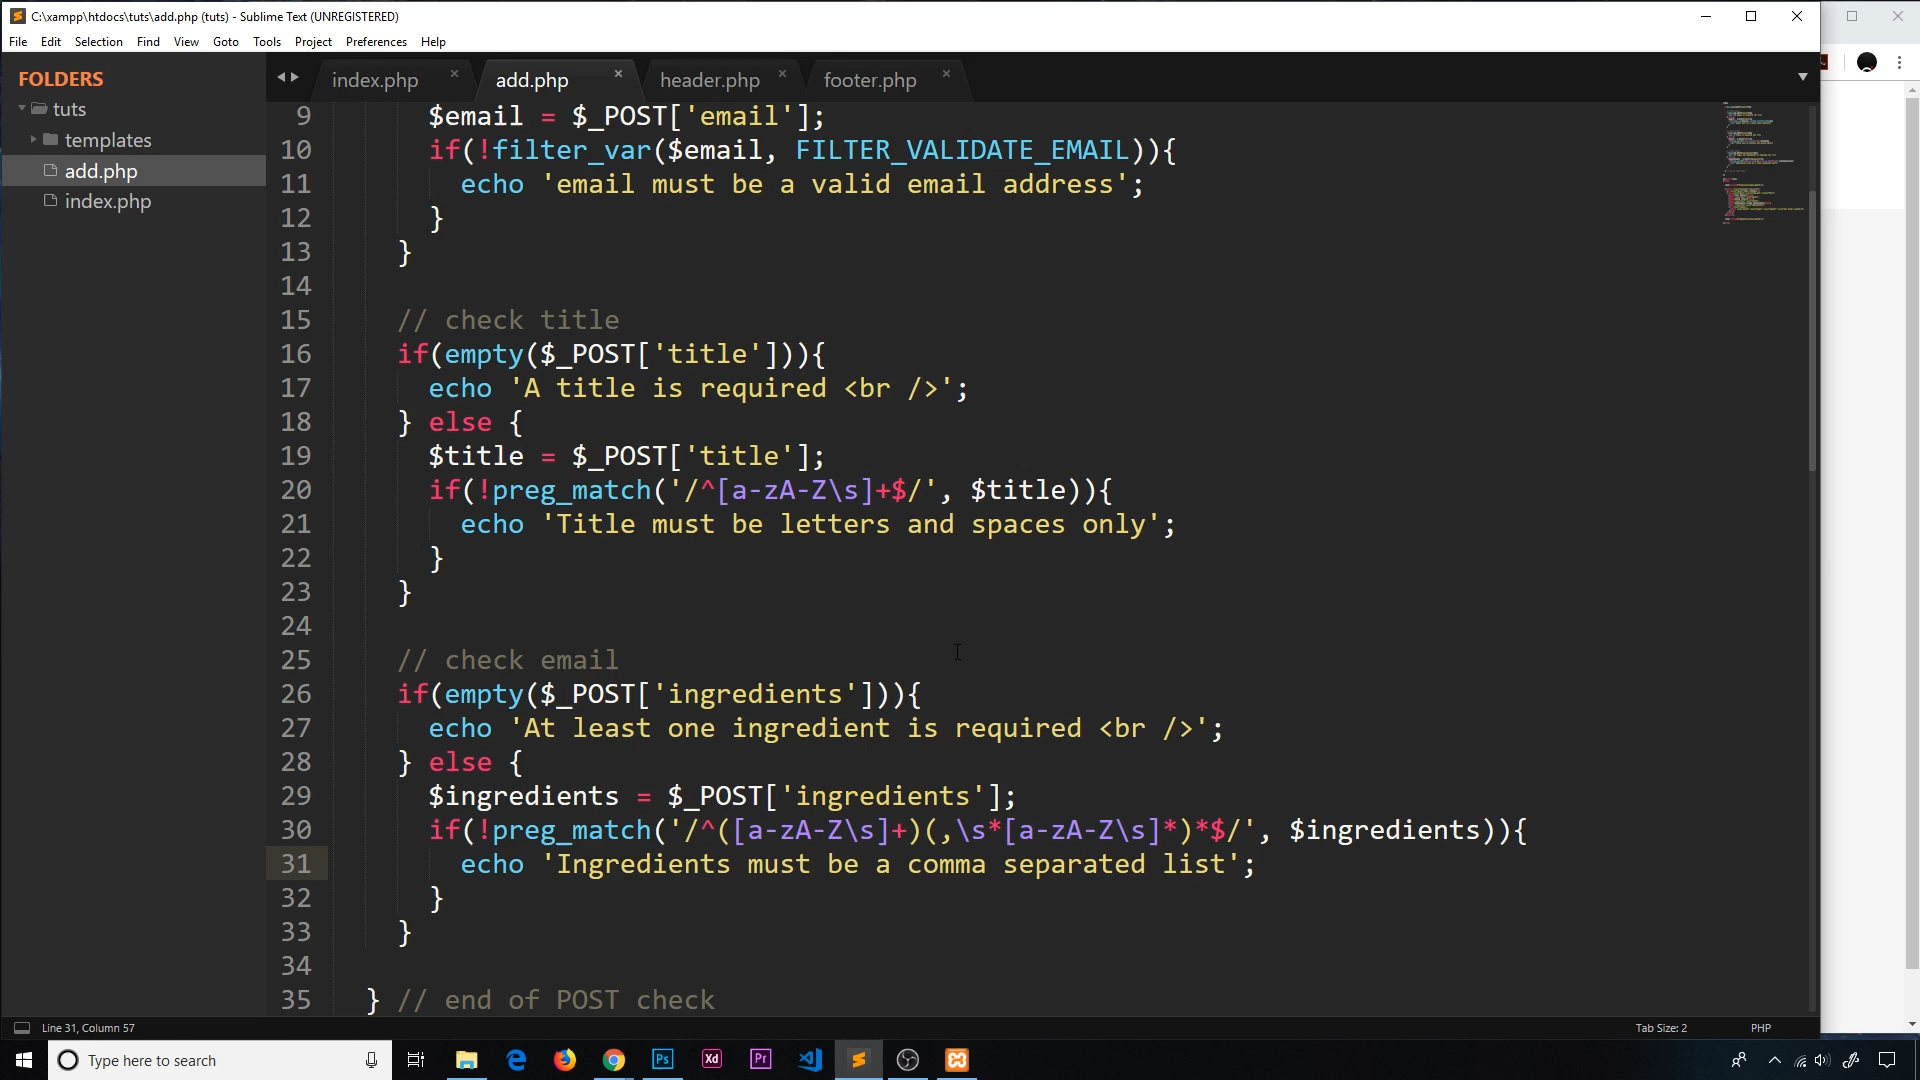 C:\xampp\htdocs\tuts\add.php (tuts) - Sublime Text (UNREGISTERED)
File Edit Selection Find View Goto Tools Project Preferences Help
FOLDERS
tuts
templates
add.php
index.php
index.php add.php header.php footer.php
9 $email = $_POST['email'];
10 if(!filter_var($email, FILTER_VALIDATE_EMAIL)){
11 echo 'email must be a valid email address';
12 }
13 }
14
15 // check title
16 if(empty($_POST['title'])){
17 echo 'A title is required <br />';
18 } else {
19 $title = $_POST['title'];
20 if(!preg_match('/^[a-zA-Z\s]+$/', $title)){
21 echo 'Title must be letters and spaces only';
22 }
23 }
24
25 // check email
26 if(empty($_POST['ingredients'])){
27 echo 'At least one ingredient is required <br />';
28 } else {
29 $ingredients = $_POST['ingredients'];
30 if(!preg_match('/^([a-zA-Z\s]+)(,\s*[a-zA-Z\s]*)*$/', $ingredients)){
31 echo 'Ingredients must be a comma separated list';
32 }
33 }
34
35 } // end of POST check
Line 31, Column 57
Tab Size: 2 PHP
Type here to search
Ps Xd Pr